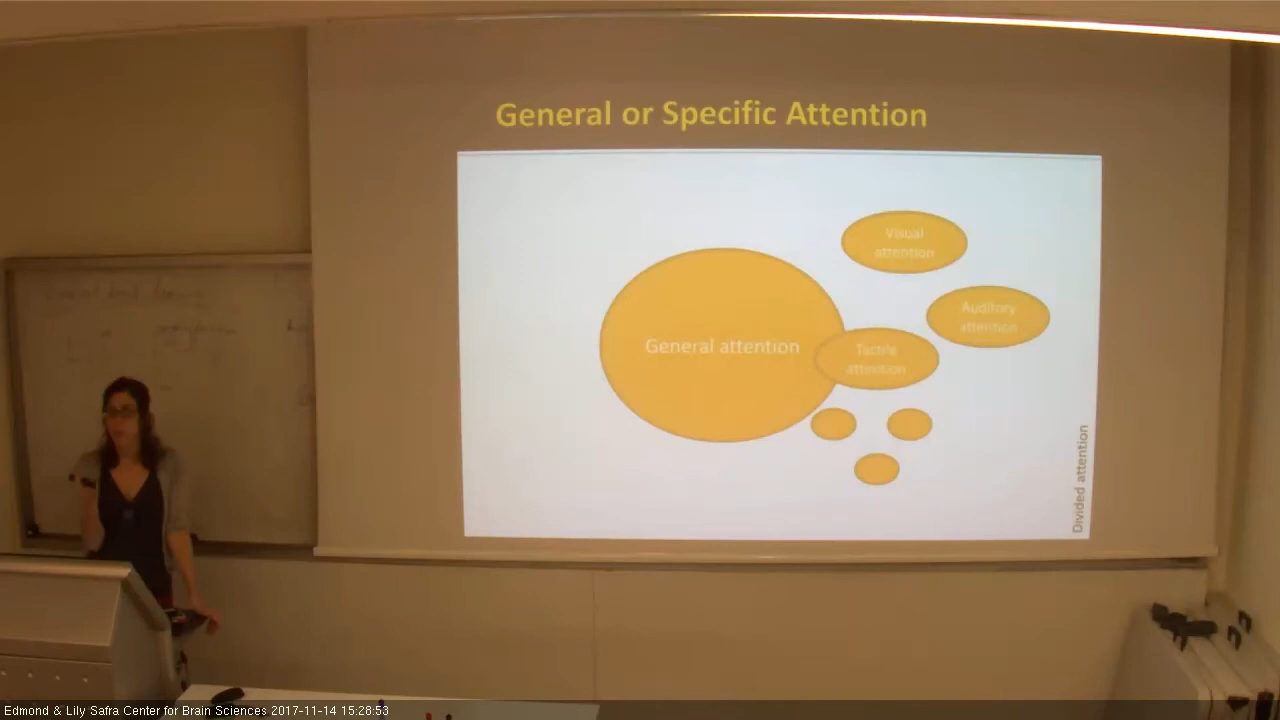 General or Specific Attention
Visual
attention
Auditory
attention
General attention
Tactile
attention
Divided attention
Edmond & Lily Safra Center for Brain Sciences 2017-11-14 15:28:53